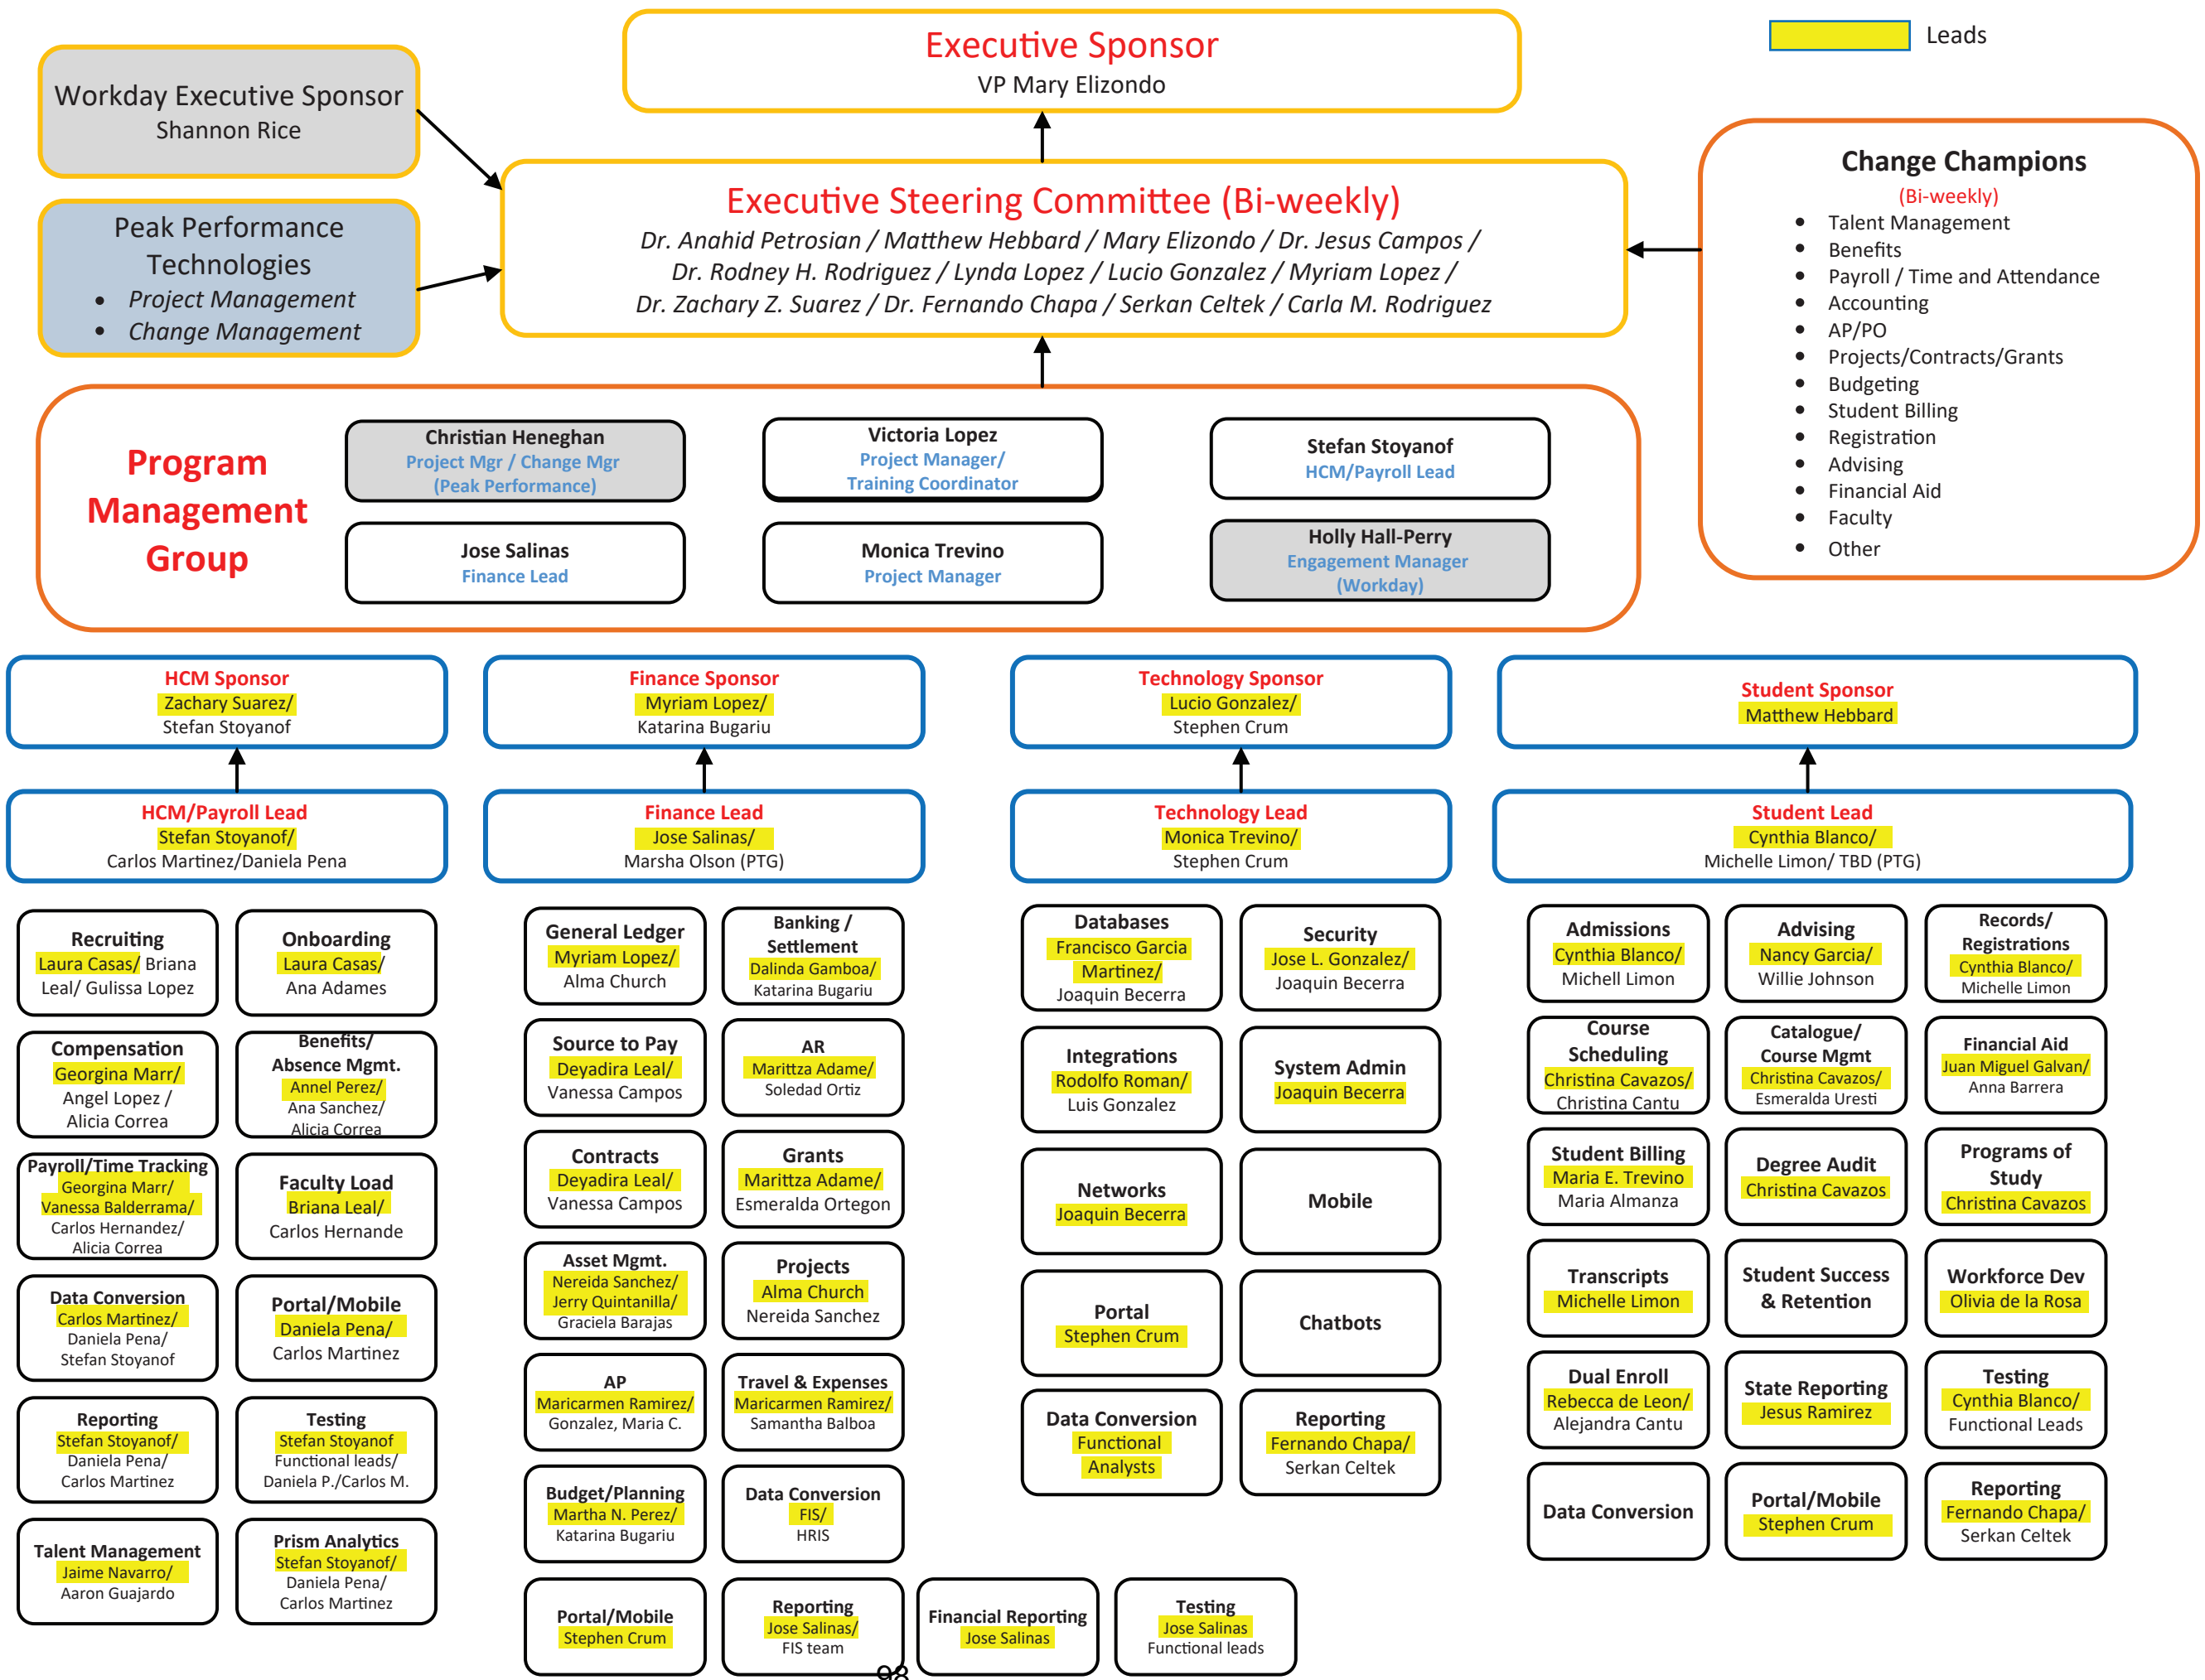 Executive Sponsor
VP Mary Elizondo
Leads
Workday Executive Sponsor
Shannon Rice
Peak Performance
Technologies
• Project Management
• Change Management
Executive Steering Committee (Bi-weekly)
Dr. Anahid Petrosian / Matthew Hebbard / Mary Elizondo / Dr. Jesus Campos /
Dr. Rodney H. Rodriguez / Lynda Lopez / Lucio Gonzalez / Myriam Lopez /
Dr. Zachary Z. Suarez / Dr. Fernando Chapa / Serkan Celtek / Carla M. Rodriguez
Change Champions
(Bi-weekly)
• Talent Management
• Benefits
• Payroll / Time and Attendance
• Accounting
• AP/PO
• Projects/Contracts/Grants
• Budgeting
• Student Billing
• Registration
• Advising
• Financial Aid
• Faculty
• Other
Program
Management
Group
Christian Heneghan
Project Mgr / Change Mgr
(Peak Performance)
Victoria Lopez
Project Manager/
Training Coordinator
Stefan Stoyanof
HCM/Payroll Lead
Jose Salinas
Finance Lead
Monica Trevino
Project Manager
Holly Hall-Perry
Engagement Manager
(Workday)
HCM Sponsor
Zachary Suarez/
Stefan Stoyanof
Finance Sponsor
Myriam Lopez/
Katarina Bugariu
Technology Sponsor
Lucio Gonzalez/
Stephen Crum
Student Sponsor
Matthew Hebbard
HCM/Payroll Lead
Stefan Stoyanof/
Carlos Martinez/Daniela Pena
Finance Lead
Jose Salinas/
Marsha Olson (PTG)
Technology Lead
Monica Trevino/
Stephen Crum
Student Lead
Cynthia Blanco/
Michelle Limon/ TBD (PTG)
Recruiting
Laura Casas/ Briana
Leal/ Gulissa Lopez
Onboarding
Laura Casas/
Ana Adames
Compensation
Georgina Marr/
Angel Lopez /
Alicia Correa
Benefits/
Absence Mgmt.
Annel Perez/
Ana Sanchez/
Alicia Correa
Payroll/Time Tracking
Georgina Marr/
Vanessa Balderrama/
Carlos Hernandez/
Alicia Correa
Faculty Load
Briana Leal/
Carlos Hernande
Data Conversion
Carlos Martinez/
Daniela Pena/
Stefan Stoyanof
Portal/Mobile
Daniela Pena/
Carlos Martinez
Reporting
Stefan Stoyanof/
Daniela Pena/
Carlos Martinez
Testing
Stefan Stoyanof
Functional leads/
Daniela P./Carlos M.
Talent Management
Jaime Navarro/
Aaron Guajardo
Prism Analytics
Stefan Stoyanof/
Daniela Pena/
Carlos Martinez
General Ledger
Myriam Lopez/
Alma Church
Banking /
Settlement
Dalinda Gamboa/
Katarina Bugariu
Source to Pay
Deyadira Leal/
Vanessa Campos
AR
Marittza Adame/
Soledad Ortiz
Contracts
Deyadira Leal/
Vanessa Campos
Grants
Marittza Adame/
Esmeralda Ortegon
Asset Mgmt.
Nereida Sanchez/
Jerry Quintanilla/
Graciela Barajas
Projects
Alma Church
Nereida Sanchez
AP
Maricarmen Ramirez/
Gonzalez, Maria C.
Travel & Expenses
Maricarmen Ramirez/
Samantha Balboa
Budget/Planning
Martha N. Perez/
Katarina Bugariu
Data Conversion
FIS/
HRIS
Portal/Mobile
Stephen Crum
Reporting
Jose Salinas/
FIS team
Financial Reporting
Jose Salinas
Testing
Jose Salinas
Functional leads
Databases
Francisco Garcia
Martinez/
Joaquin Becerra
Security
Jose L. Gonzalez/
Joaquin Becerra
Integrations
Rodolfo Roman/
Luis Gonzalez
System Admin
Joaquin Becerra
Networks
Joaquin Becerra
Mobile
Portal
Stephen Crum
Chatbots
Data Conversion
Functional
Analysts
Reporting
Fernando Chapa/
Serkan Celtek
Admissions
Cynthia Blanco/
Michell Limon
Advising
Nancy Garcia/
Willie Johnson
Records/
Registrations
Cynthia Blanco/
Michelle Limon
Course
Scheduling
Christina Cavazos/
Christina Cantu
Catalogue/
Course Mgmt
Christina Cavazos/
Esmeralda Uresti
Financial Aid
Juan Miguel Galvan/
Anna Barrera
Student Billing
Maria E. Trevino
Maria Almanza
Degree Audit
Christina Cavazos
Programs of
Study
Christina Cavazos
Transcripts
Michelle Limon
Student Success
& Retention
Workforce Dev
Olivia de la Rosa
Dual Enroll
Rebecca de Leon/
Alejandra Cantu
State Reporting
Jesus Ramirez
Testing
Cynthia Blanco/
Functional Leads
Data Conversion
Portal/Mobile
Stephen Crum
Reporting
Fernando Chapa/
Serkan Celtek
98